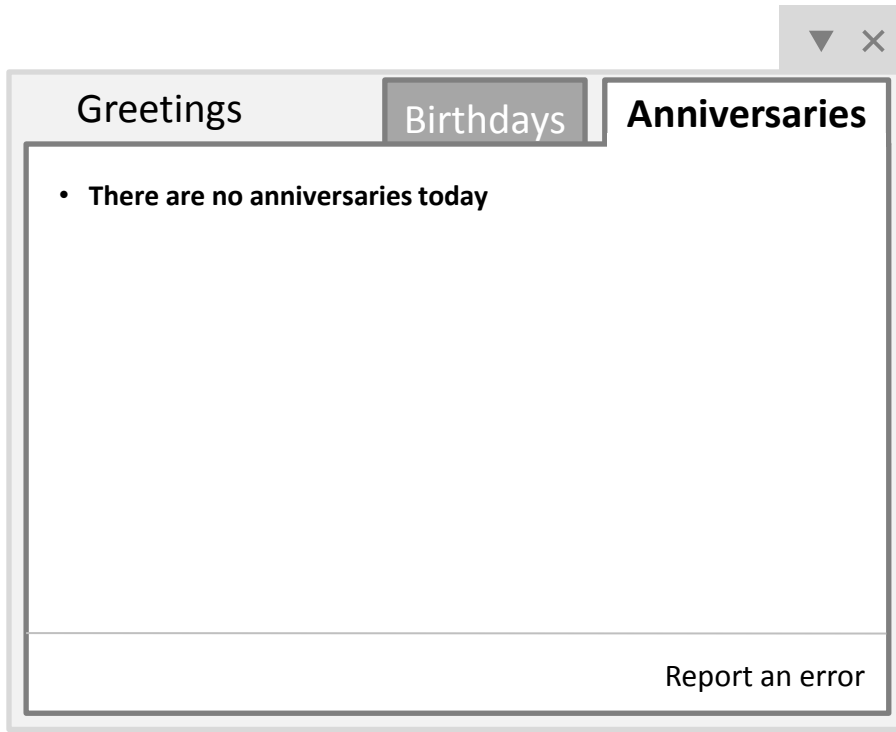 Greetings
Birthdays
Anniversaries
• There are no anniversaries today
Report an error